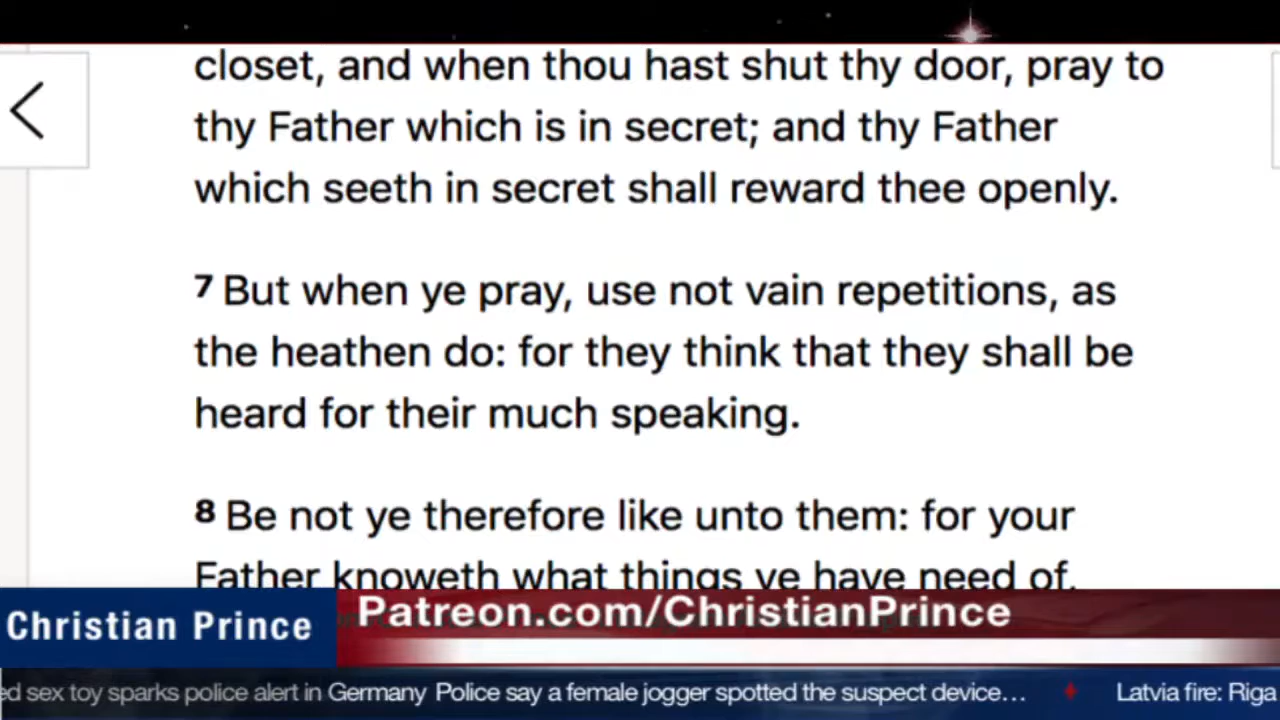 closet, and when thou hast shut thy door, pray to
thy Father which is in secret; and thy Father
which seeth in secret shall reward thee openly.
7 But when ye pray, use not vain repetitions, as
the heathen do: for they think that they shall be
heard for their much speaking.
8 Be not ye therefore like unto them: for your
Father knoweth what things ye have need of,
Christian Prince
Patreon.com/ChristianPrince
ed sex toy sparks police alert in Germany Police say a female jogger spotted the suspect device… Latvia fire: Riga